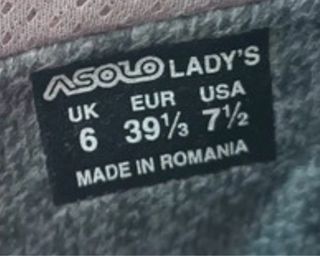 ASOLO LADY'S
UK EUR USA
6 39⅓ 7½
MADE IN ROMANIA